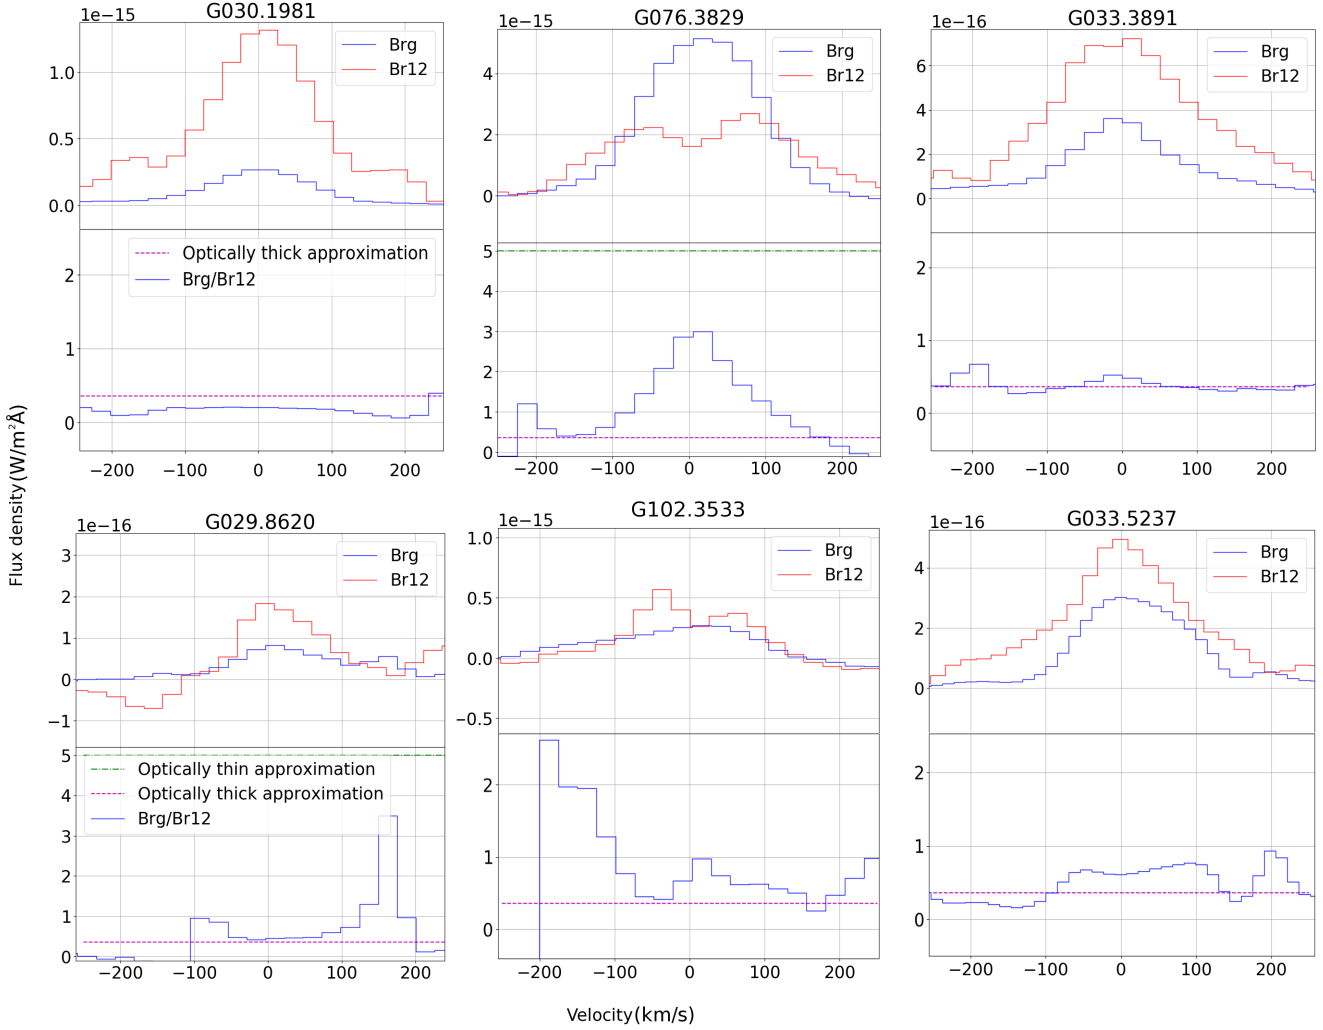 G030.1981
1e−15
Brg
Br12
1.0
0.5
0.0
Optically thick approximation
Brg/Br12
2
1
0
−200 −100 0 100 200
G076.3829
1e−15
Brg
Br12
4
2
0
5
4
3
2
1
0
−200 −100 0 100 200
G033.3891
1e−16
Brg
Br12
6
4
2
0
2
1
0
−200 −100 0 100 200
Flux density(W/m²Å)
G029.8620
1e−16
Brg
Br12
3
2
1
0
−1
5
Optically thin approximation
Optically thick approximation
Brg/Br12
4
3
2
1
0
−200 −100 0 100 200
G102.3533
1e−15
Brg
Br12
1.0
0.5
0.0
−0.5
2
1
0
−200 −100 0 100 200
G033.5237
1e−16
Brg
Br12
4
2
0
2
1
0
−200 −100 0 100 200
Velocity(km/s)